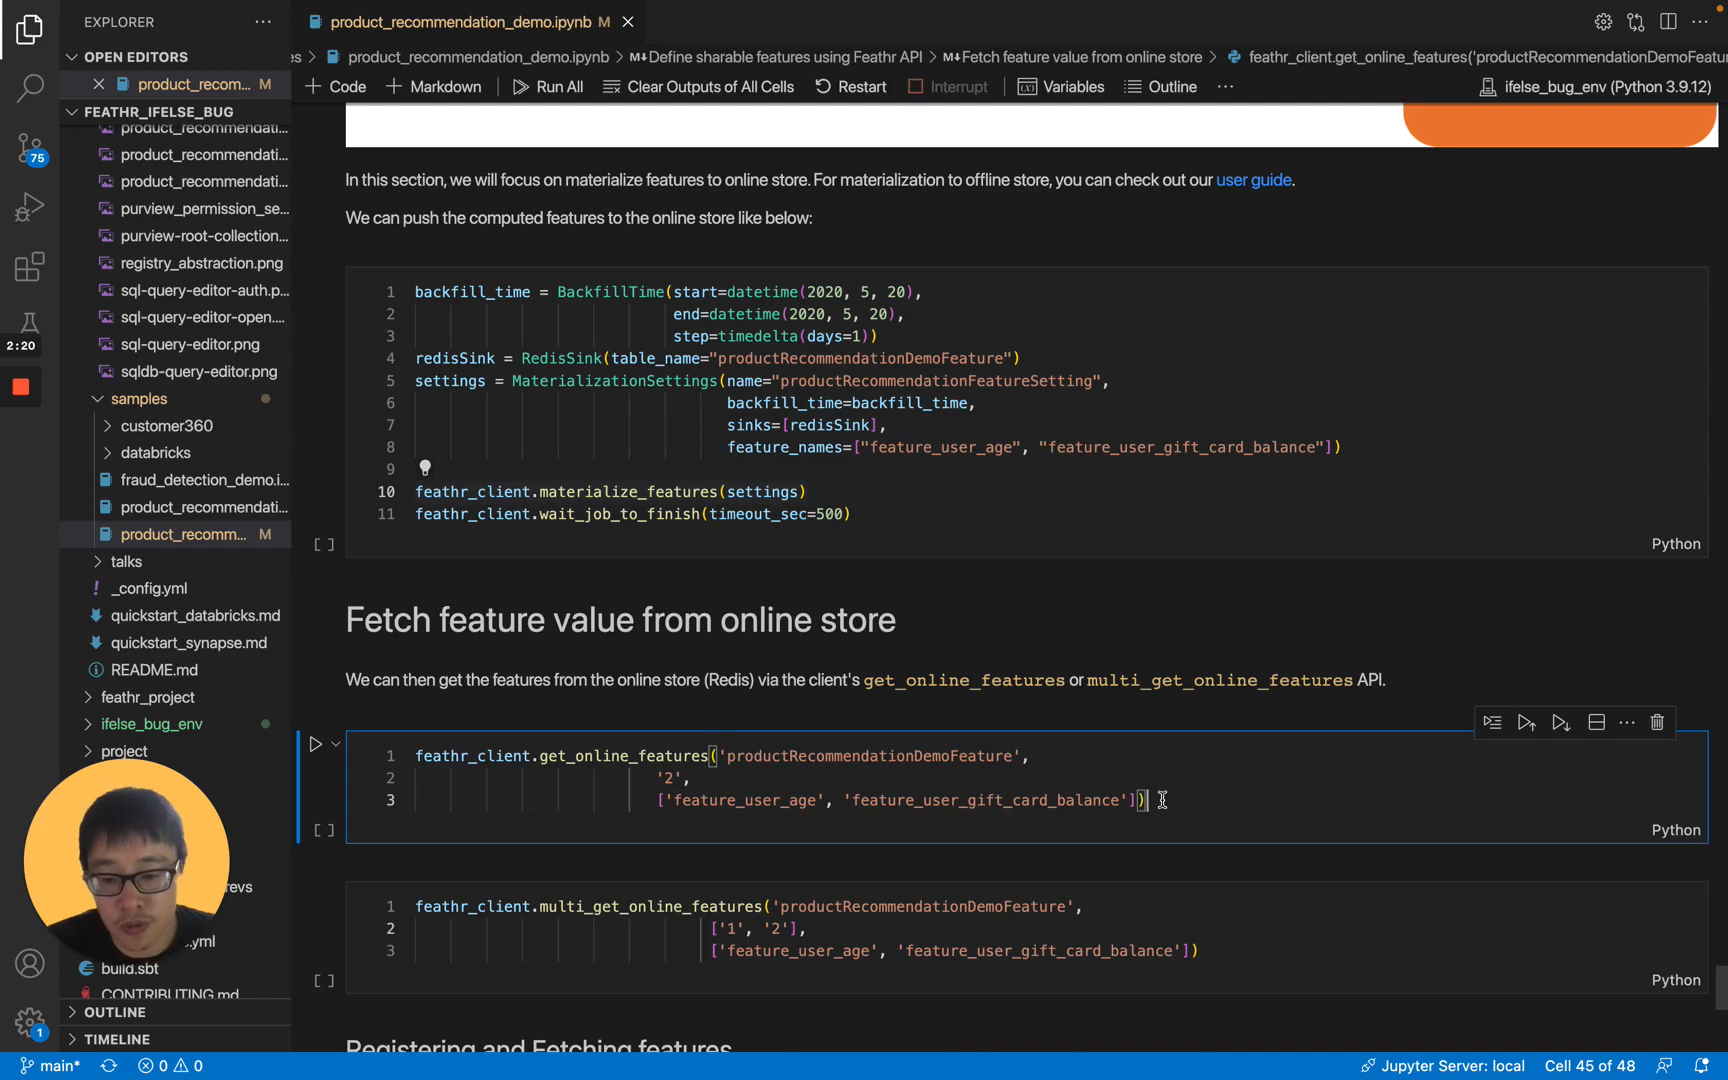 EXPLORER
OPEN EDITORS
product_recom... M
FEATHR_IFELSE_BUG
product_recommendati...
product_recommendati...
product_recommendati...
purview_permission_se...
purview-root-collection...
registry_abstraction.png
sql-query-editor-auth.p...
sql-query-editor-open....
sql-query-editor.png
sqldb-query-editor.png
samples
customer360
databricks
fraud_detection_demo.i...
product_recommendati...
product_recomm... M
talks
_config.yml
quickstart_databricks.md
quickstart_synapse.md
README.md
feathr_project
ifelse_bug_env
project
revs
.yml
build.sbt
CONTRIBUTING.md
OUTLINE
TIMELINE
75
2:20
1
product_recommendation_demo.ipynb M
es > product_recommendation_demo.ipynb > M↓Define sharable features using Feathr API > M↓Fetch feature value from online store > feathr_client.get_online_features('productRecommendationDemoFeatur
+ Code + Markdown Run All Clear Outputs of All Cells Restart Interrupt Variables Outline ... ifelse_bug_env (Python 3.9.12)
In this section, we will focus on materialize features to online store. For materialization to offline store, you can check out our user guide.
We can push the computed features to the online store like below:
1 backfill_time = BackfillTime(start=datetime(2020, 5, 20),
2 end=datetime(2020, 5, 20),
3 step=timedelta(days=1))
4 redisSink = RedisSink(table_name="productRecommendationDemoFeature")
5 settings = MaterializationSettings(name="productRecommendationFeatureSetting",
6 backfill_time=backfill_time,
7 sinks=[redisSink],
8 feature_names=["feature_user_age", "feature_user_gift_card_balance"])
9
10 feathr_client.materialize_features(settings)
11 feathr_client.wait_job_to_finish(timeout_sec=500)
[ ] Python
Fetch feature value from online store
We can then get the features from the online store (Redis) via the client's get_online_features or multi_get_online_features API.
1 feathr_client.get_online_features('productRecommendationDemoFeature',
2 '2',
3 ['feature_user_age', 'feature_user_gift_card_balance'])
[ ] Python
1 feathr_client.multi_get_online_features('productRecommendationDemoFeature',
2 ['1', '2'],
3 ['feature_user_age', 'feature_user_gift_card_balance'])
[ ] Python
Registering and Fetching features
main* 0 0 Jupyter Server: local Cell 45 of 48